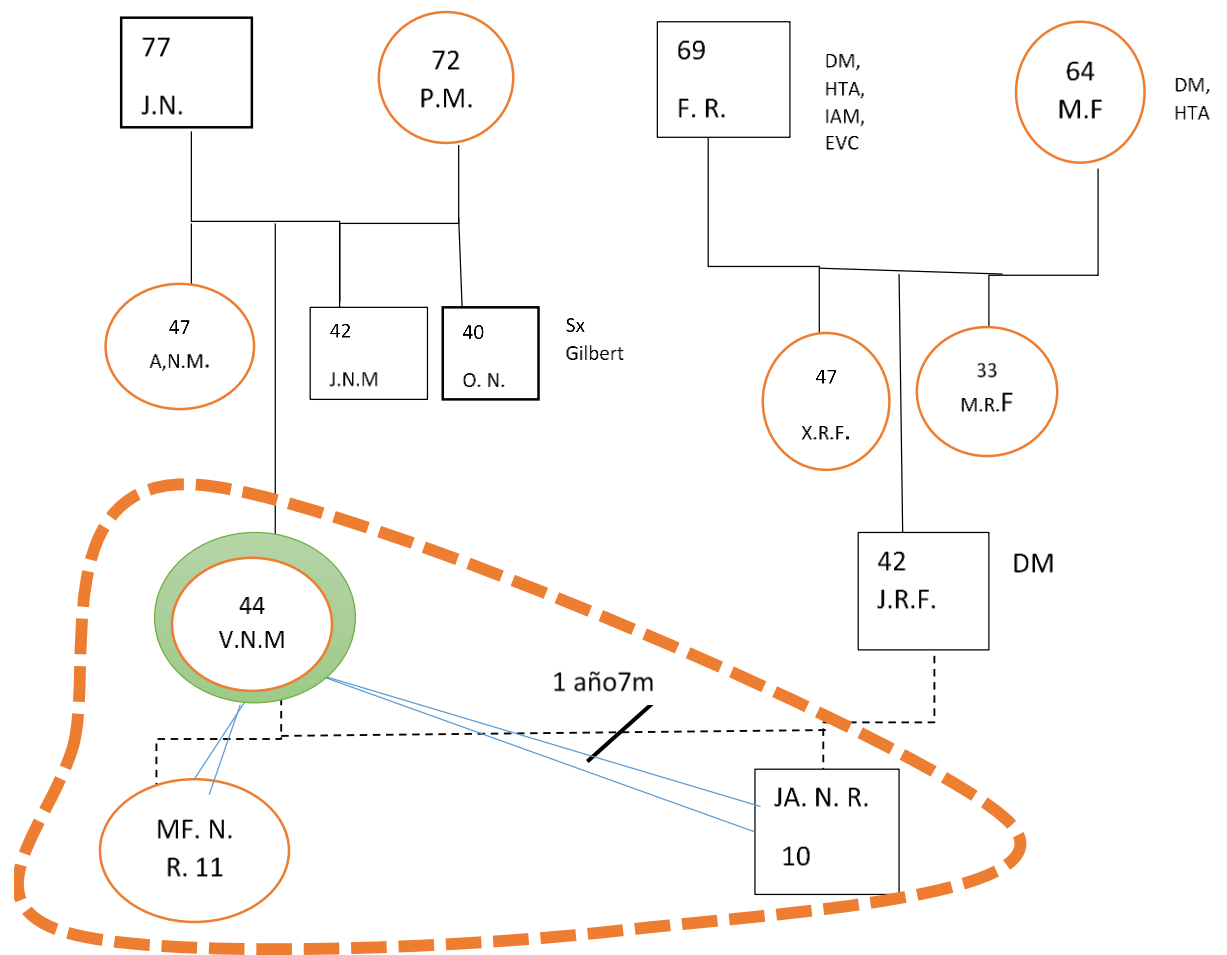 77
J.N.
72
P.M.
69
F. R.
DM,
HTA,
IAM,
EVC
64
M.F
DM,
HTA
47
A,N.M.
42
J.N.M
40
O. N.
Sx
Gilbert
47
X.R.F.
33
M.R.F
44
V.N.M
42
J.R.F.
DM
1 año7m
MF. N.
R. 11
JA. N. R.
10